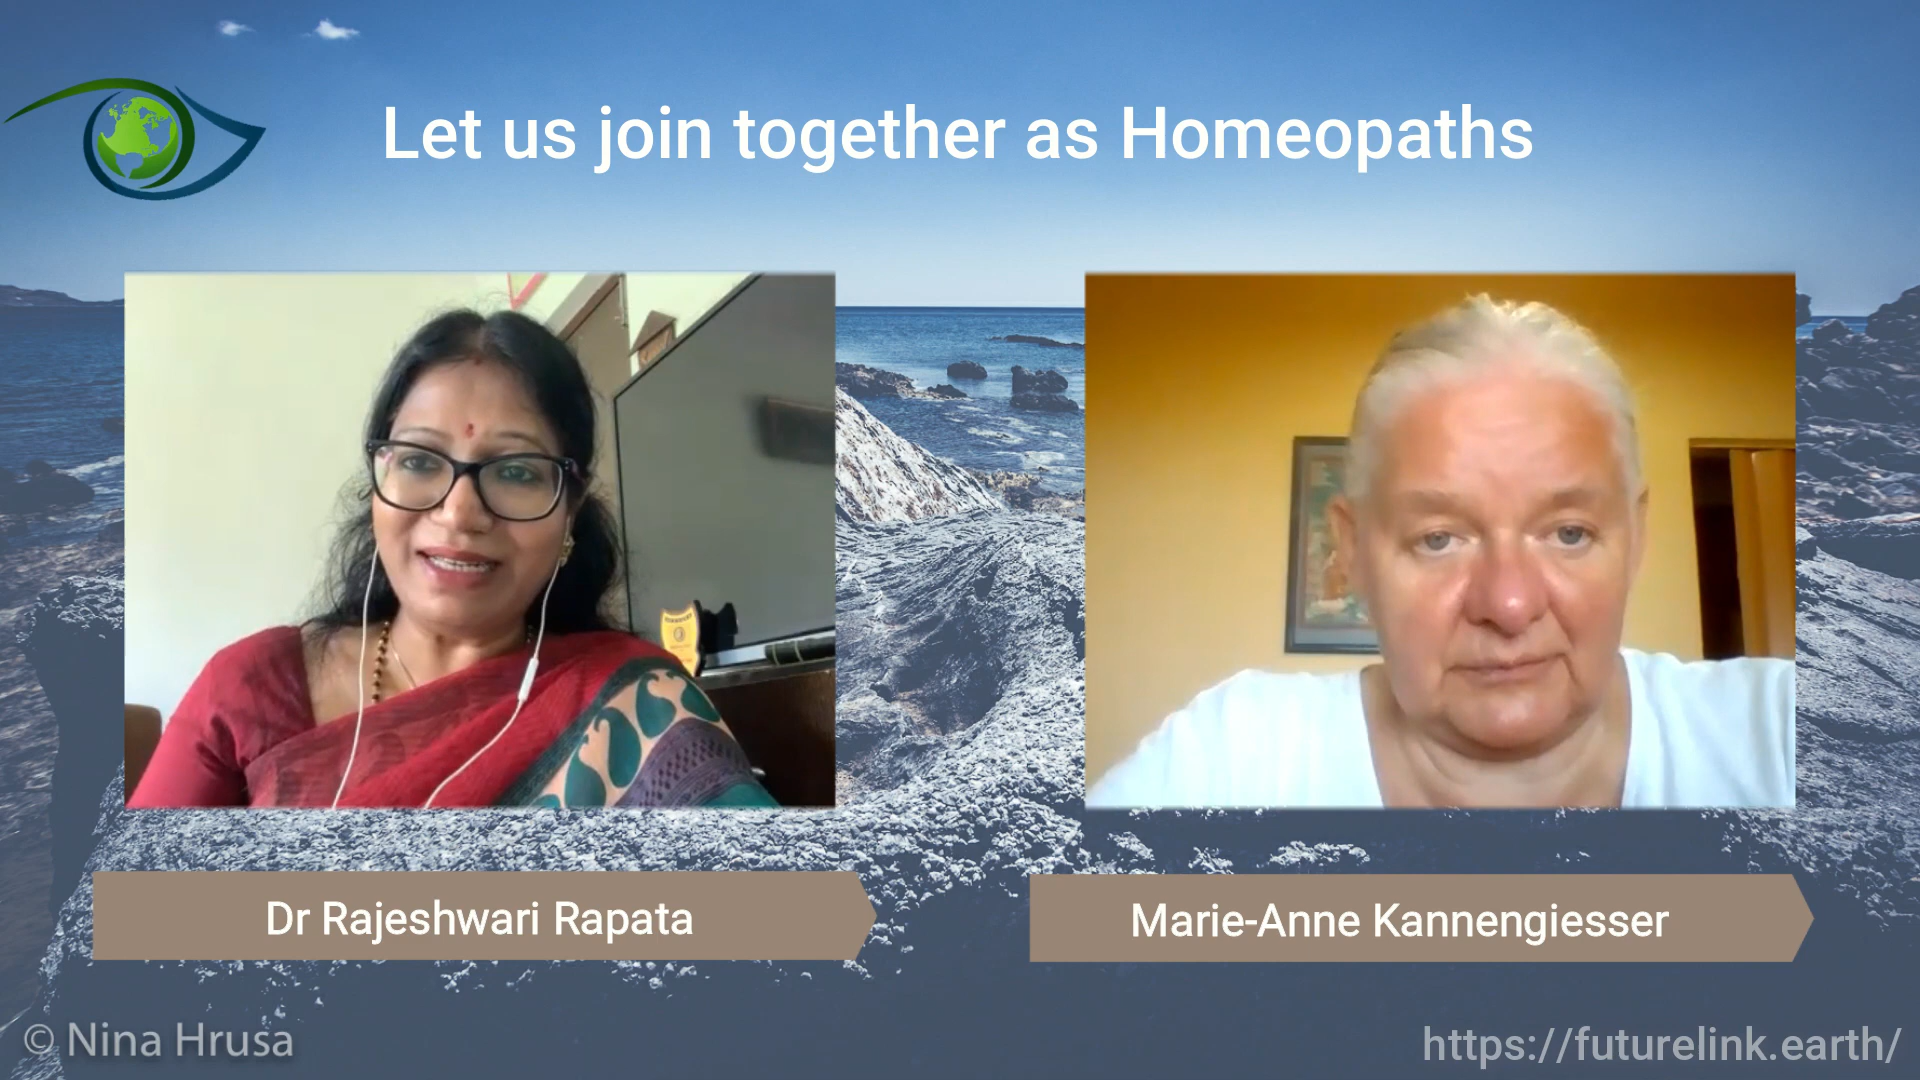 Let us join together as Homeopaths
Dr Rajeshwari Rapata
Marie-Anne Kannengiesser
© Nina Hrusa
https://futurelink.earth/